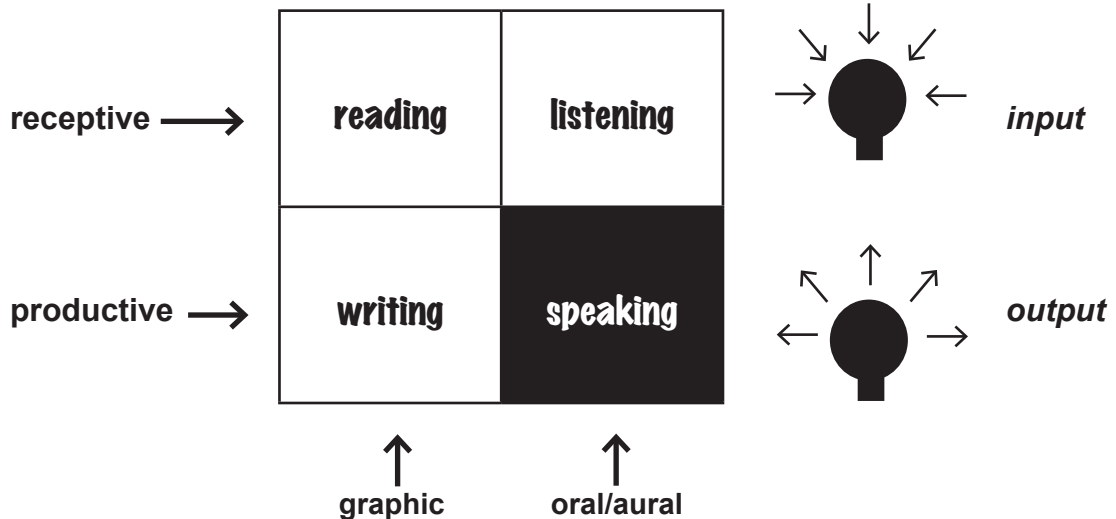 receptive reading listening input
productive writing speaking output
graphic oral/aural